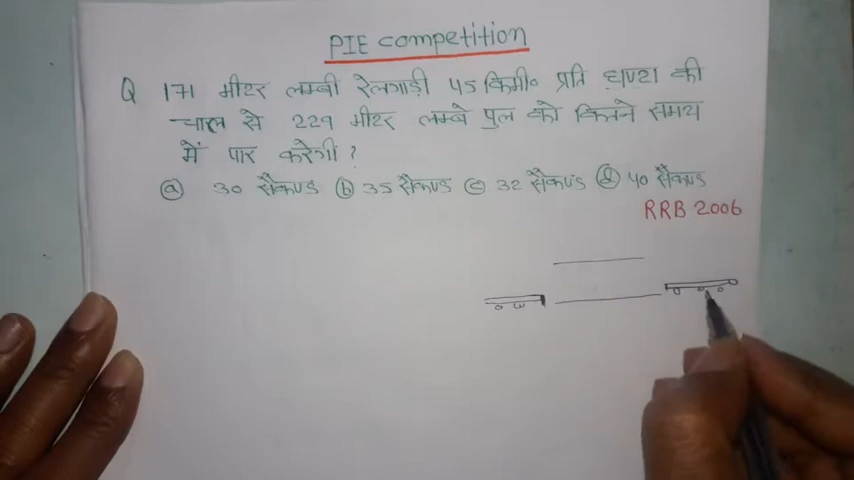 PIE competition
Q 171 मीटर लम्बी रेलगाड़ी 45 किमी० प्रति घण्टा की
चाल से 229 मीटर लम्बे पुल को कितने समय
में पार करेगी ?
(a) 30 सैकण्ड (b) 35 सैकण्ड (c) 32 सैकण्ड (d) 40 सैकण्ड
RRB 2006